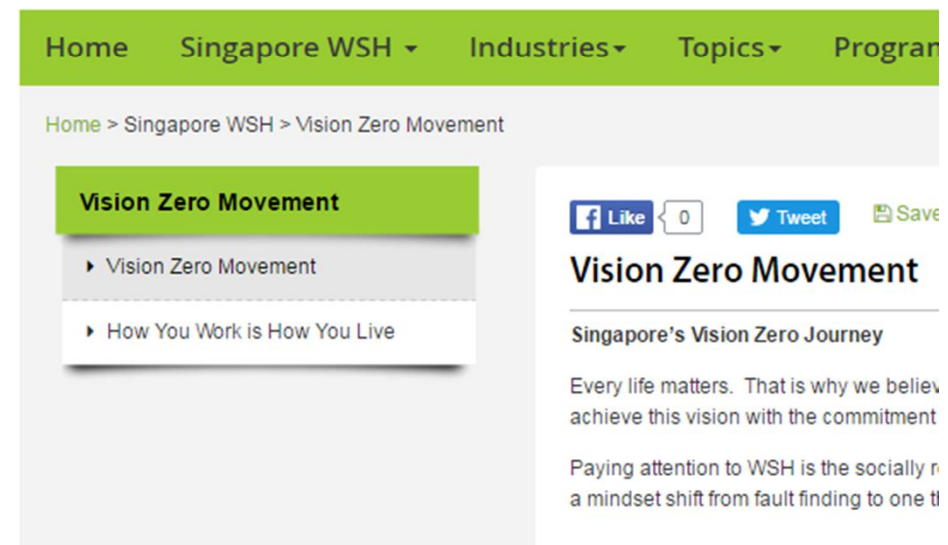 Home Singapore WSH Industries Topics
Home > Singapore WSH > Vision Zero Movement
Vision Zero Movement
Vision Zero Movement
How You Work is How You Live
Like 0 Tweet Save
Vision Zero Movement
Singapore's Vision Zero Journey
Every life matters. That is why we
achieve this vision with the commitment
Paying attention to WSH is the socially
a mindset shift from fault finding to one